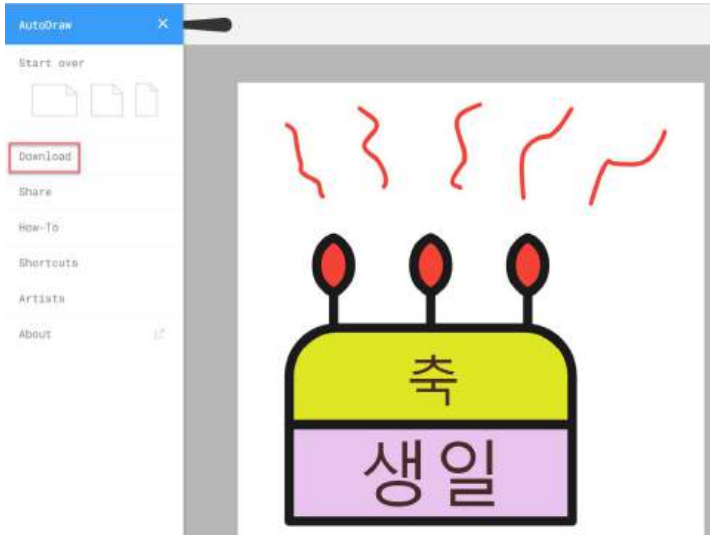 AutoDraw ×
Start over
Download
Share
How-To
Shortcuts
Artists
About
축
생일